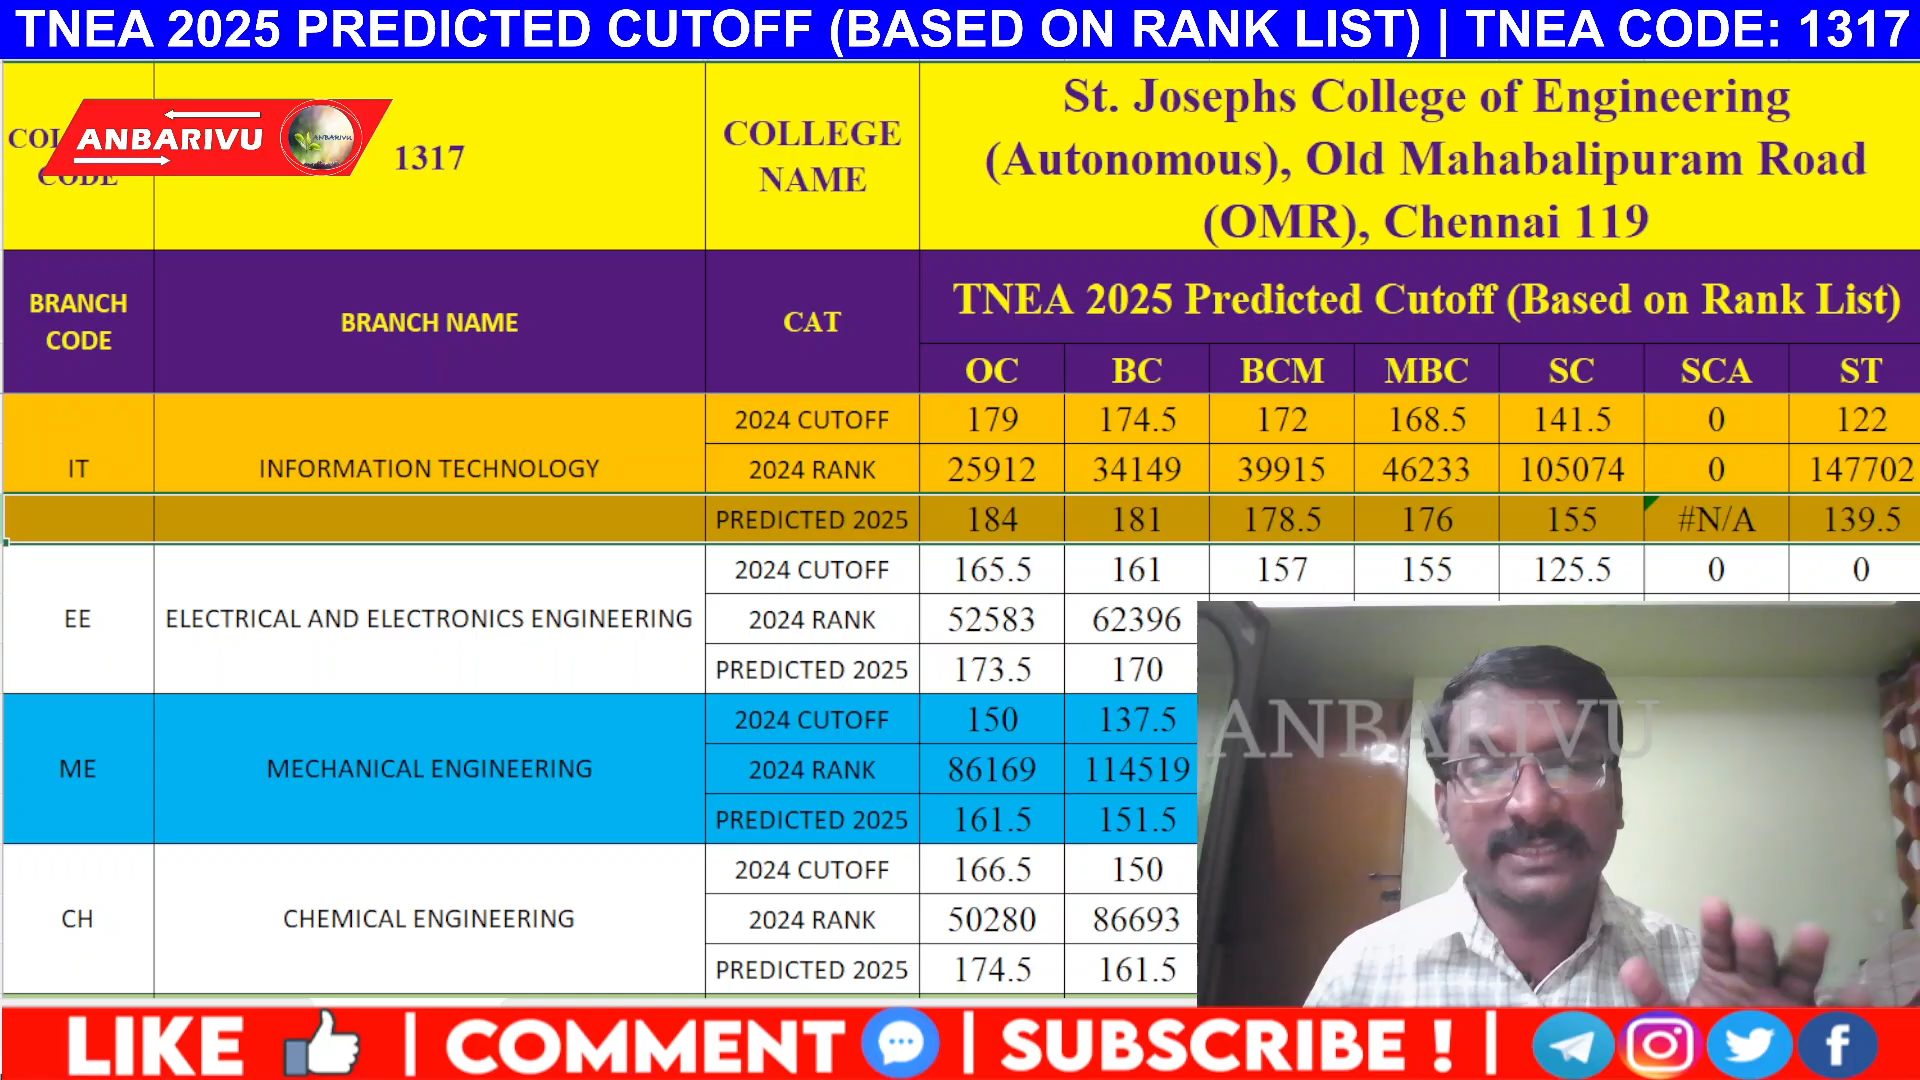 TNEA 2025 PREDICTED CUTOFF (BASED ON RANK LIST) | TNEA CODE: 1317
ANBARIVU
ANBARIVU
CODE
1317
COLLEGE
NAME
St. Josephs College of Engineering
(Autonomous), Old Mahabalipuram Road
(OMR), Chennai 119
BRANCH
CODE
BRANCH NAME
CAT
TNEA 2025 Predicted Cutoff (Based on Rank List)
OC BC BCM MBC SC SCA ST
2024 CUTOFF 179 174.5 172 168.5 141.5 0 122
IT INFORMATION TECHNOLOGY 2024 RANK 25912 34149 39915 46233 105074 0 147702
PREDICTED 2025 184 181 178.5 176 155 #N/A 139.5
2024 CUTOFF 165.5 161 157 155 125.5 0 0
EE ELECTRICAL AND ELECTRONICS ENGINEERING 2024 RANK 52583 62396
PREDICTED 2025 173.5 170
2024 CUTOFF 150 137.5
ME MECHANICAL ENGINEERING 2024 RANK 86169 114519
PREDICTED 2025 161.5 151.5
2024 CUTOFF 166.5 150
CH CHEMICAL ENGINEERING 2024 RANK 50280 86693
PREDICTED 2025 174.5 161.5
ANBARIVU
LIKE | COMMENT | SUBSCRIBE ! |